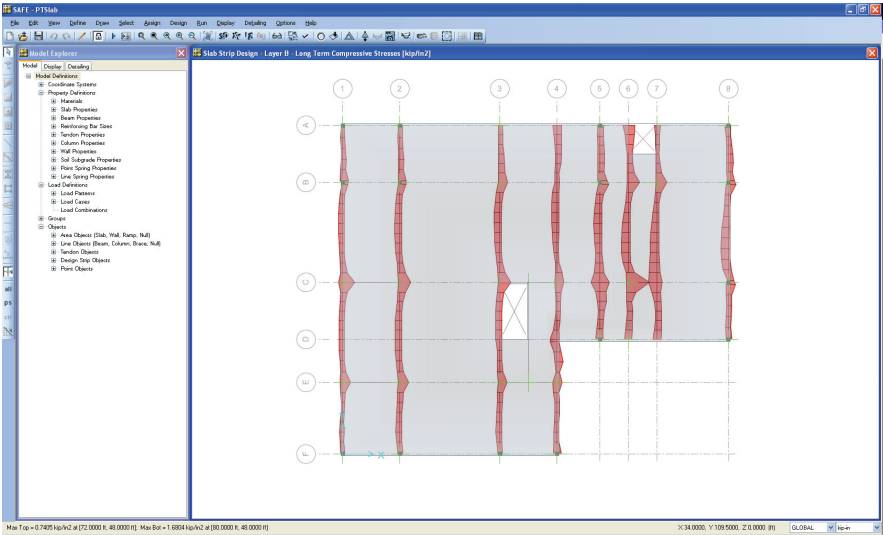 SAFE - PTSlab
File Edit View Define Draw Select Assign Design Run Display Detailing Options Help
Model Explorer
Model Display Detailing
Model Definitions
Coordinate Systems
Property Definitions
Materials
Slab Properties
Beam Properties
Reinforcing Bar Sizes
Tendon Properties
Column Properties
Wall Properties
Soil Subgrade Properties
Point Spring Properties
Line Spring Properties
Load Definitions
Load Patterns
Load Cases
Load Combinations
Groups
Objects
Area Objects (Slab, Wall, Ramp, Null)
Line Objects (Beam, Column, Brace, Null)
Tendon Objects
Design Strip Objects
Point Objects
all
ps
clr
Slab Strip Design - Layer B - Long Term Compressive Stresses [kip/in2]
1 2 3 4 5 6 7 8
A
B
C
D
E
F
X
Max Top = 0.7405 kip/in2 at [72.0000 ft, 48.0000 ft]; Max Bot = 1.6804 kip/in2 at [80.0000 ft, 48.0000 ft]
X 34.0000, Y 109.5000, Z 0.0000 (ft)
GLOBAL
kip-in